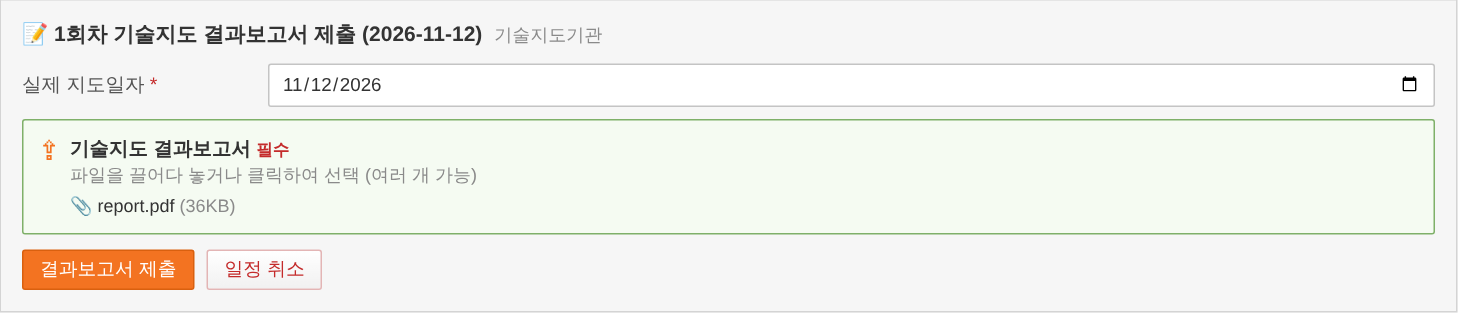 📝 1회차 기술지도 결과보고서 제출 (2026-11-12) 기술지도기관
실제 지도일자 * 11/12/2026
기술지도 결과보고서 필수
파일을 끌어다 놓거나 클릭하여 선택 (여러 개 가능)
📎 report.pdf (36KB)
결과보고서 제출 일정 취소